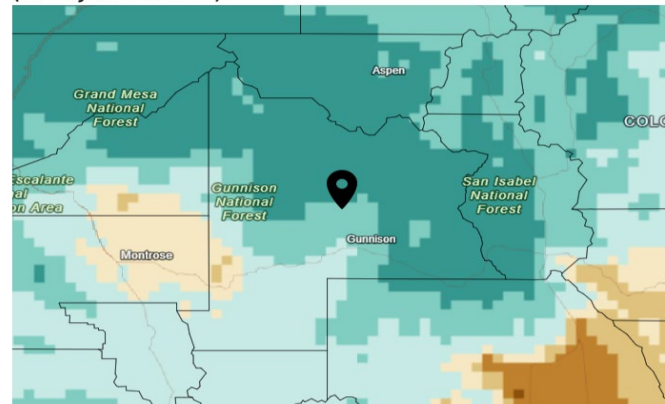 Aspen
Grand Mesa
National
Forest
COLO
Escalante
al
on Area
Gunnison
National
Forest
San Isabel
National
Forest
Gunnison
Montrose